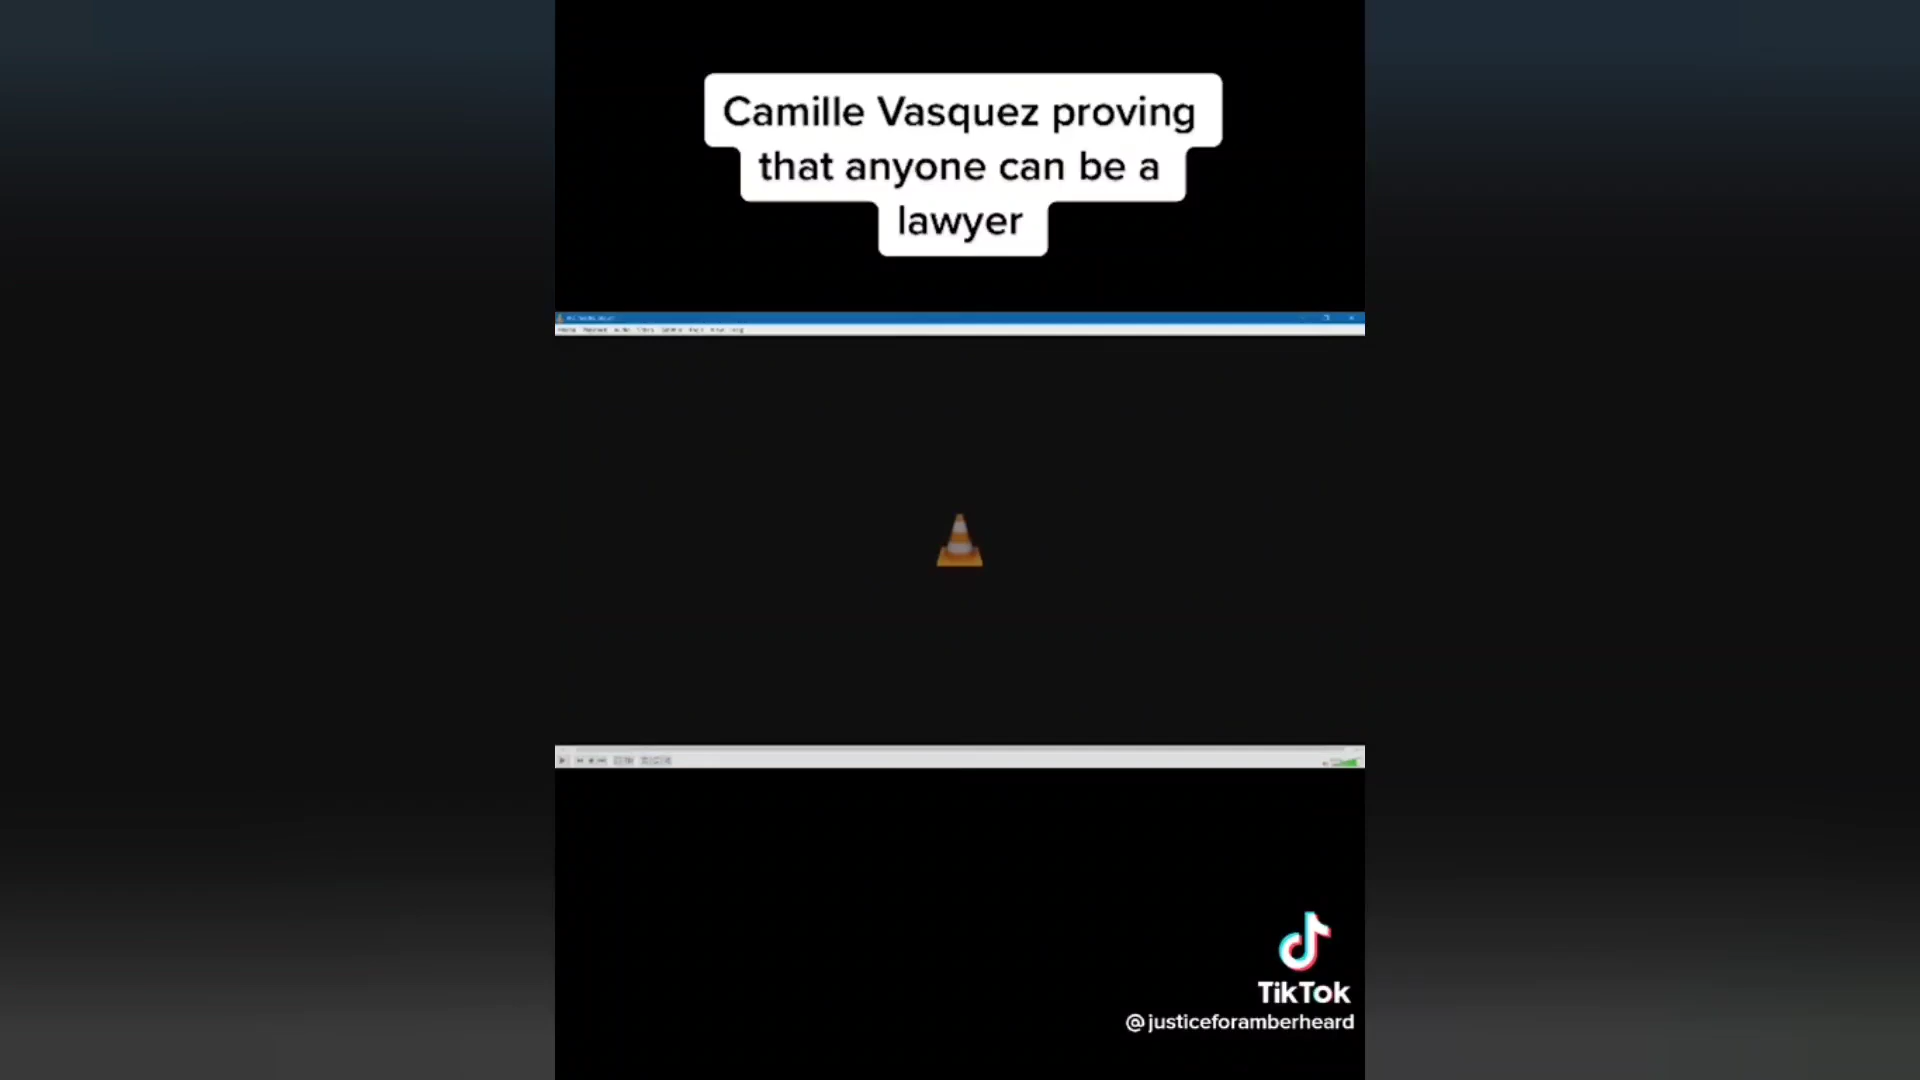 Camille Vasquez proving
that anyone can be a
lawyer
TikTok
@justiceforamberheard